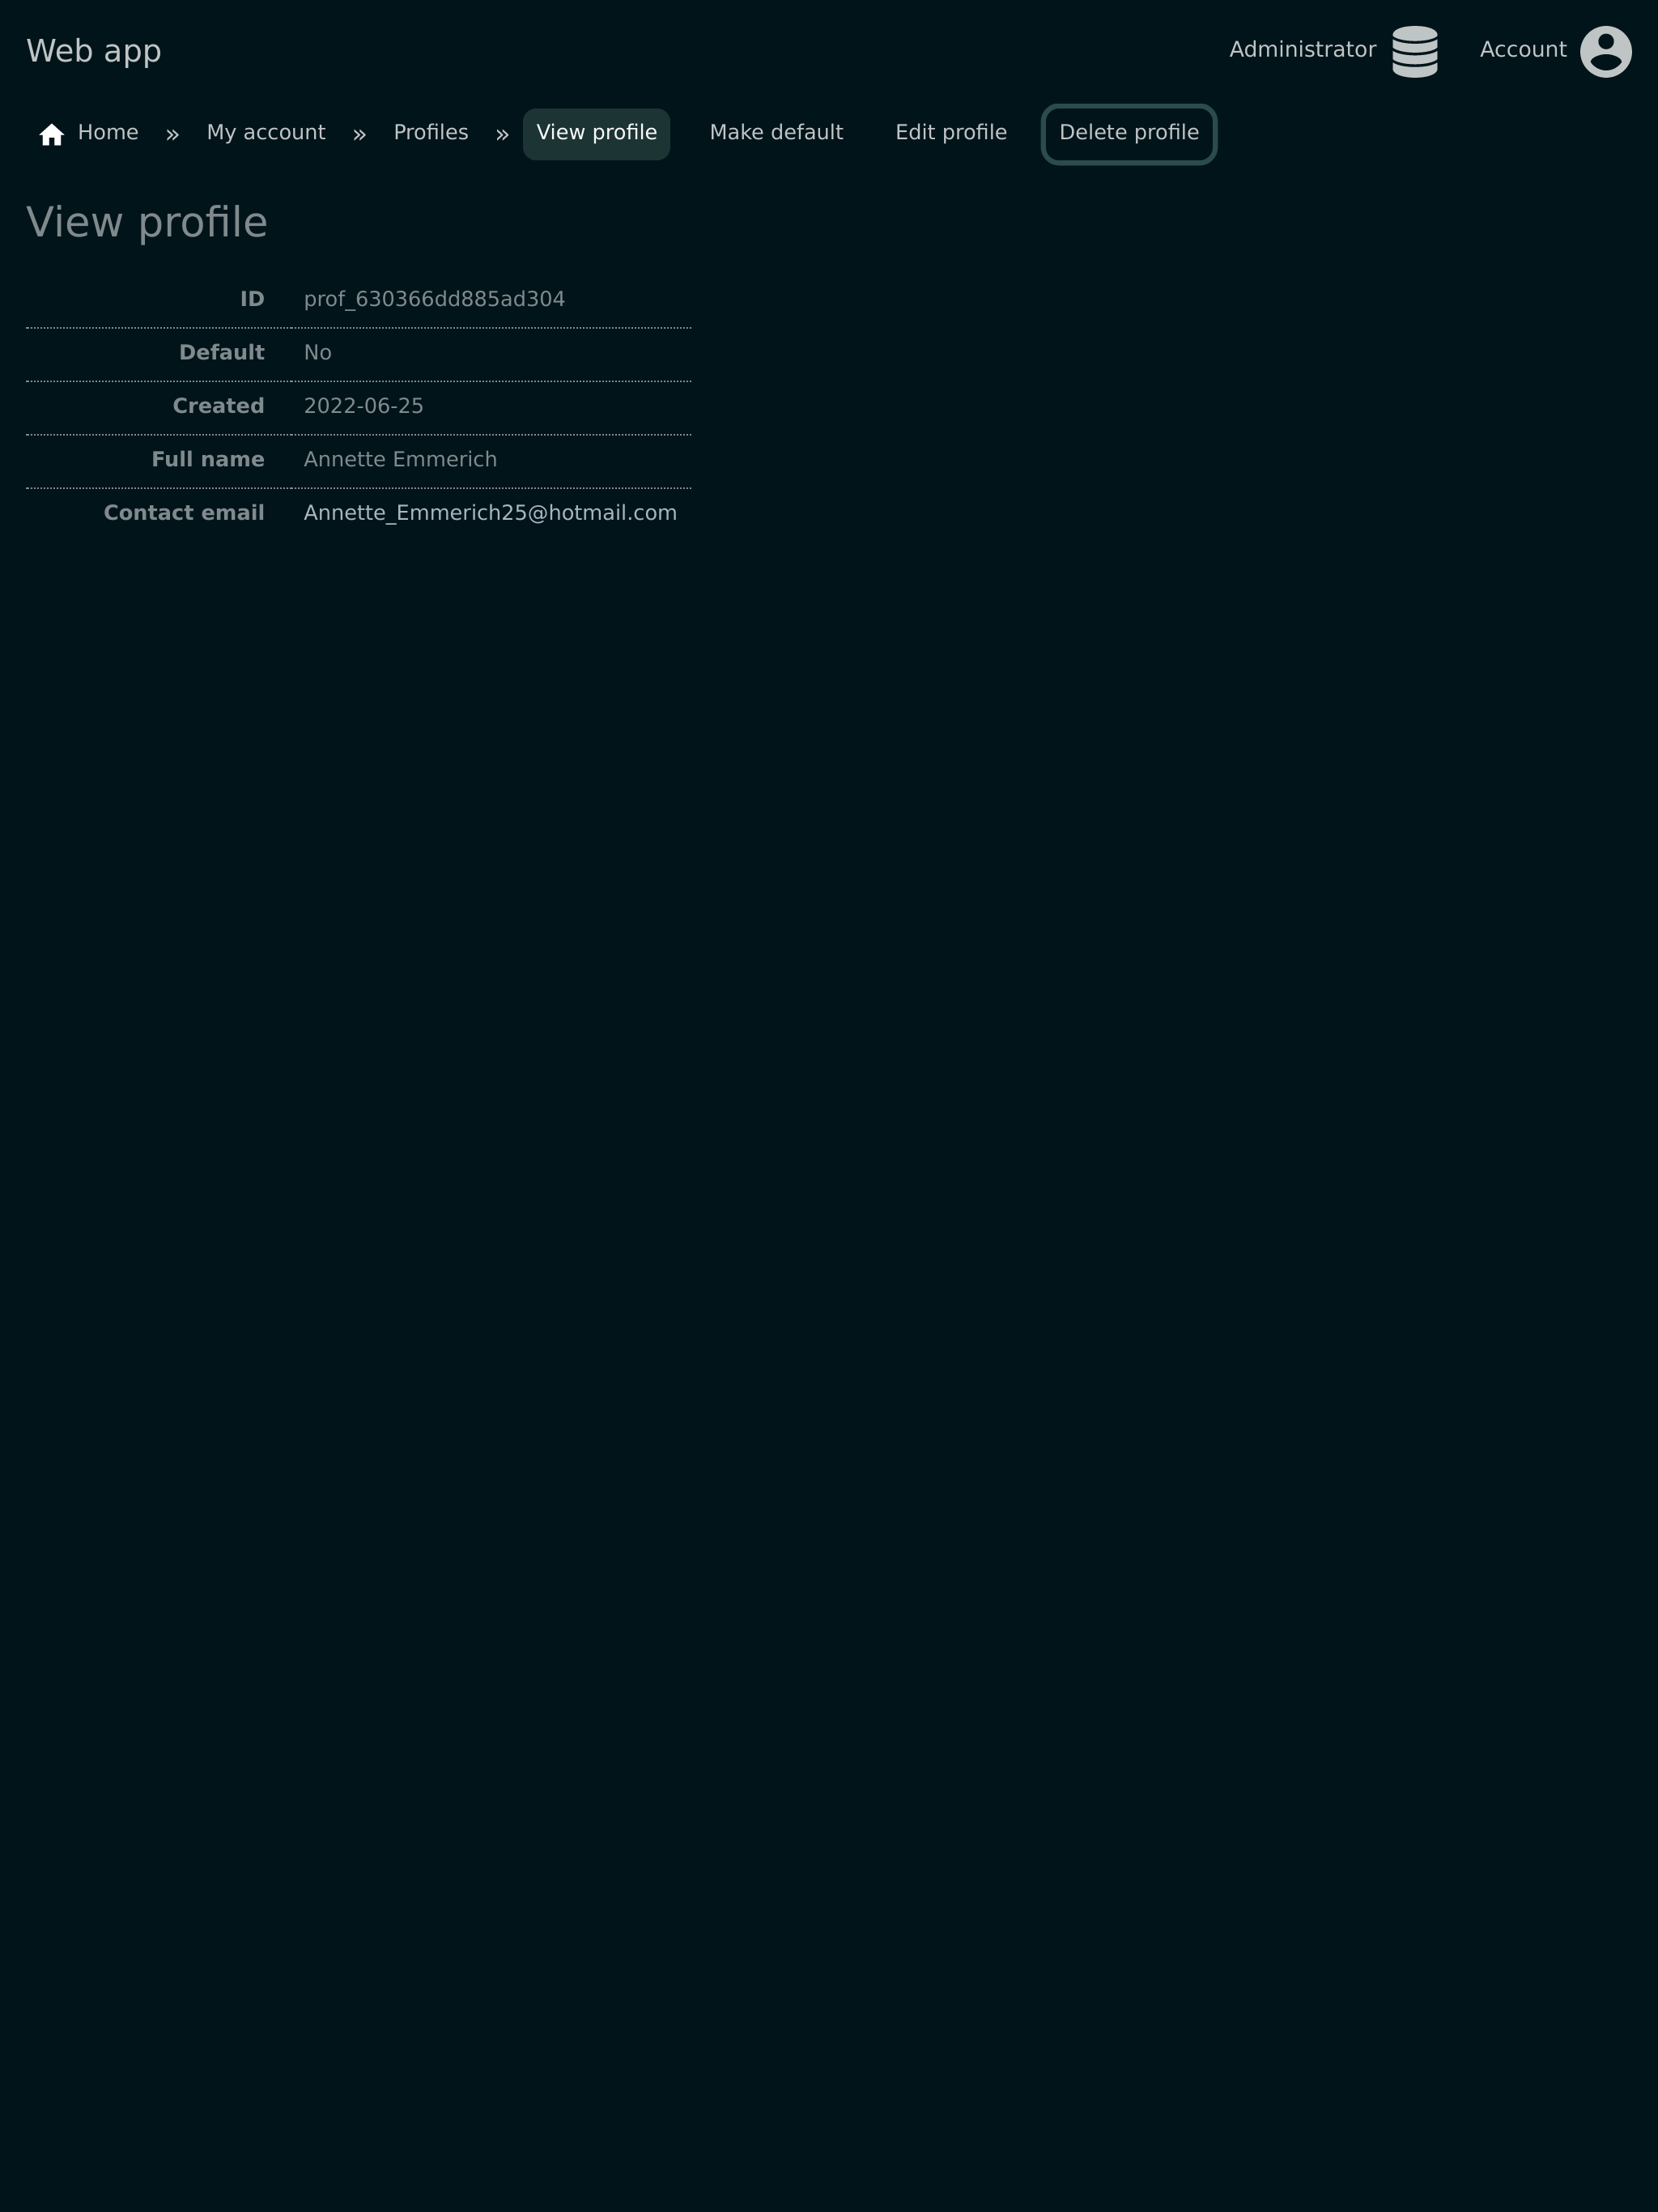 Web app
Administrator
Account
Home » My account » Profiles » View profile Make default Edit profile Delete profile
View profile
ID prof_630366dd885ad304
Default No
Created 2022-06-25
Full name Annette Emmerich
Contact email Annette_Emmerich25@hotmail.com